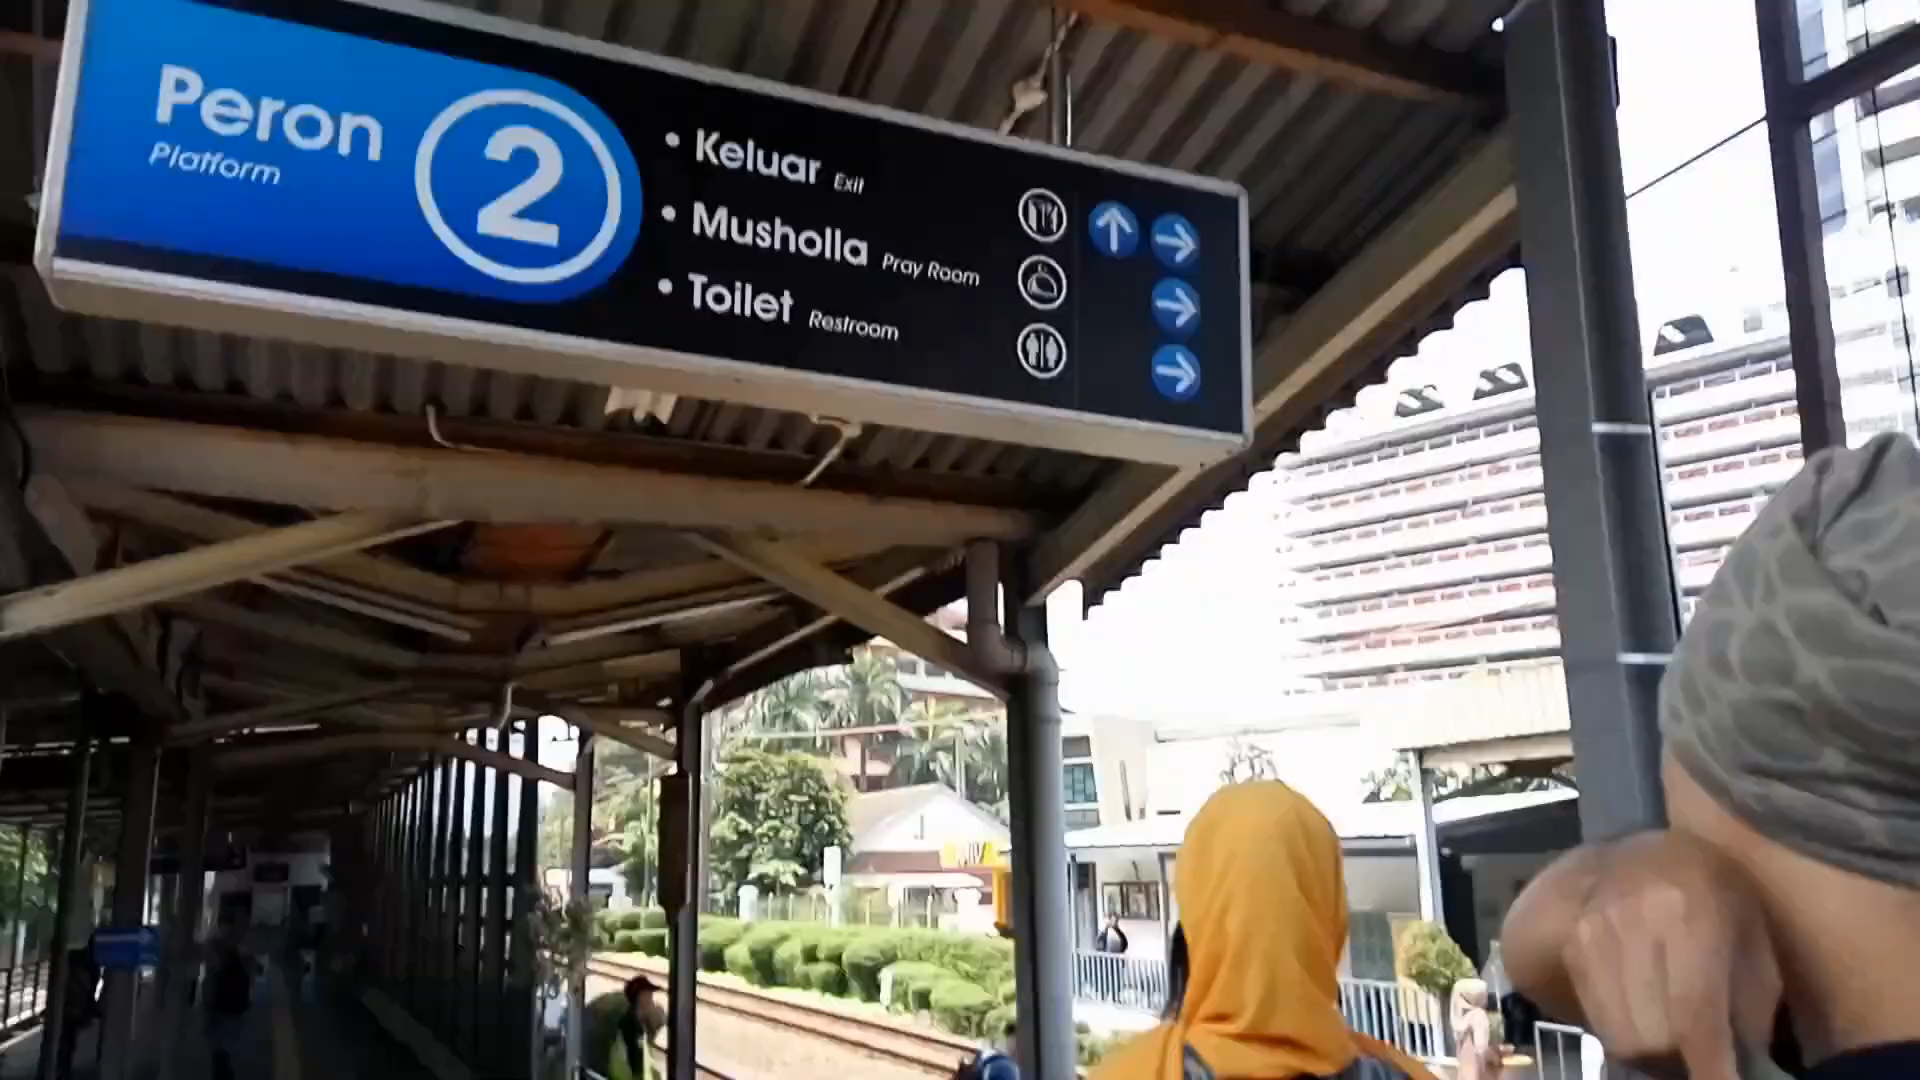 Peron
Platform
2
• Keluar Exit
• Musholla Pray Room
• Toilet Restroom